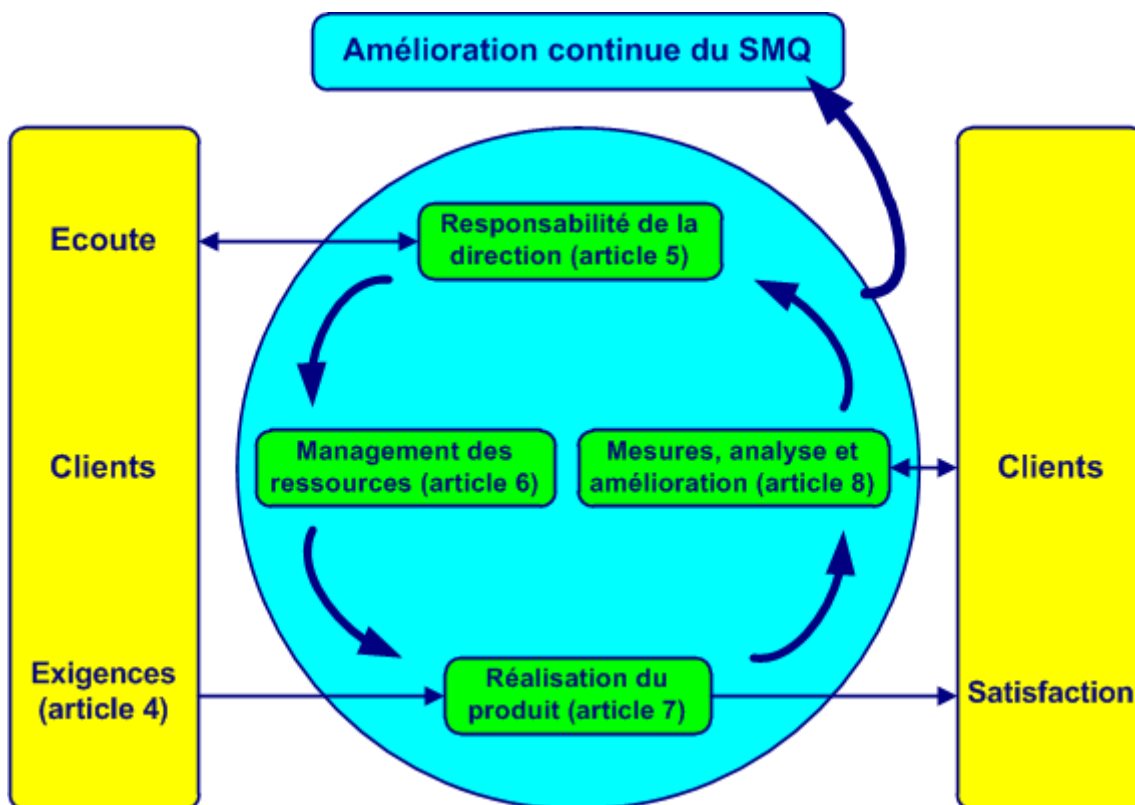 Amélioration continue du SMQ
Ecoute
Responsabilité de la
direction (article 5)
Clients
Management des
ressources (article 6)
Mesures, analyse et
amélioration (article 8)
Clients
Exigences
(article 4)
Réalisation du
produit (article 7)
Satisfaction